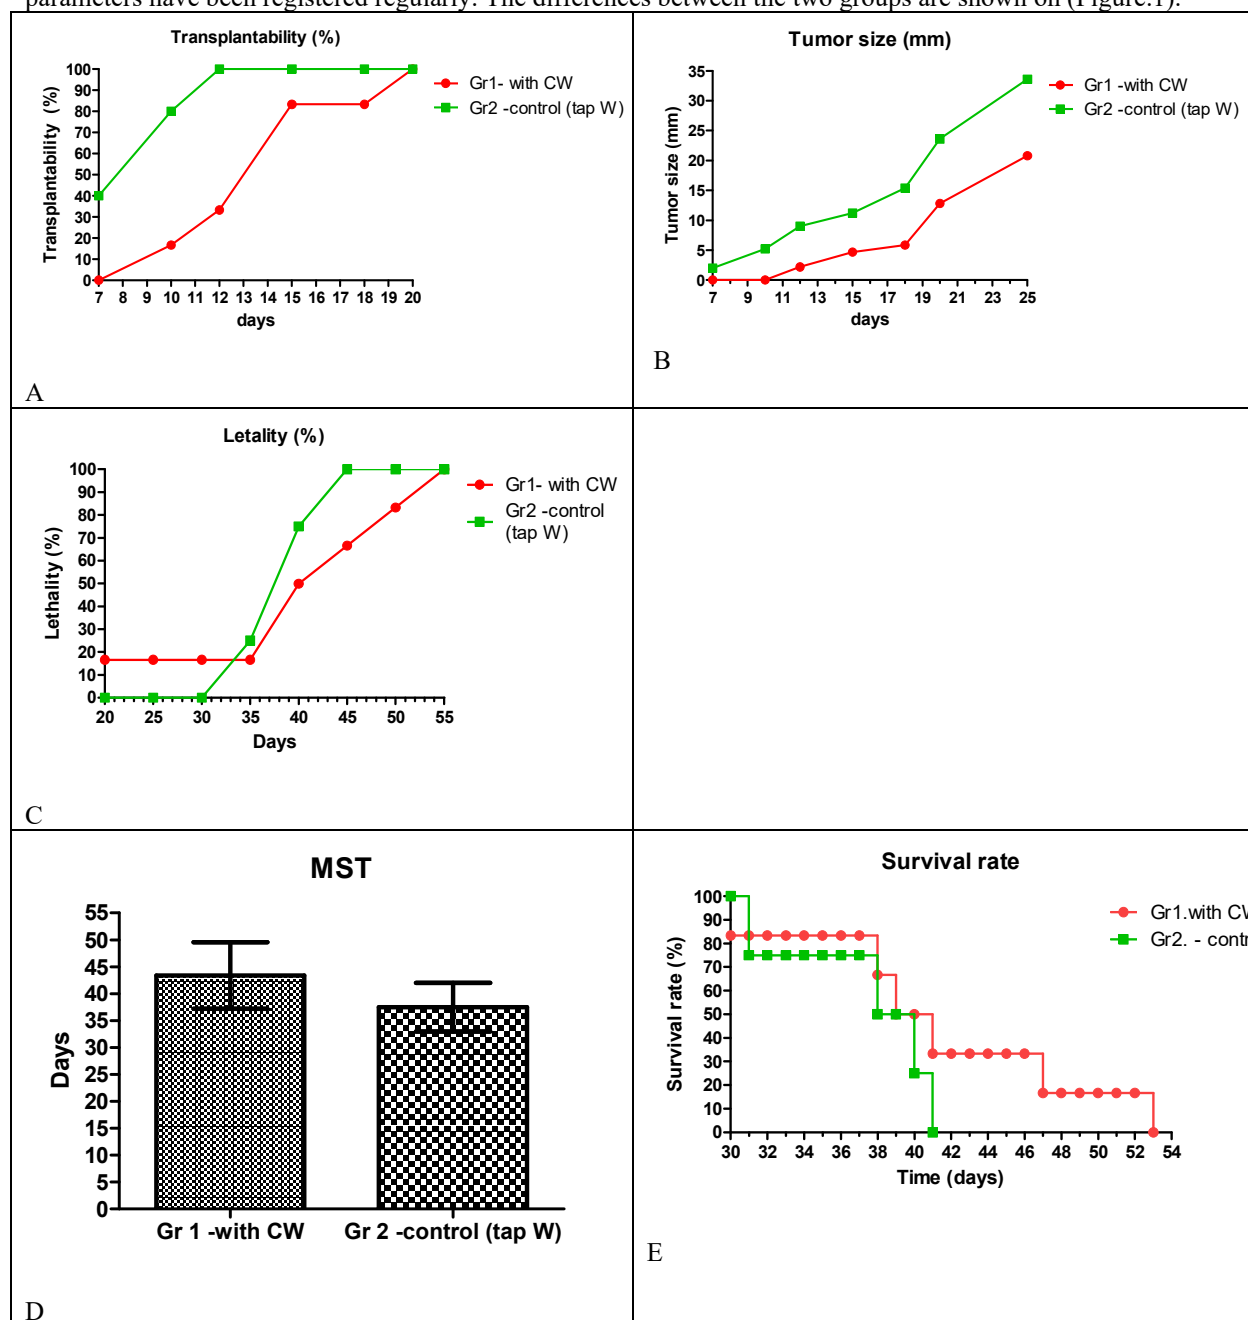 parameters have been registered regularly. The differences between the two groups are shown on (Figure.1).
Transplantability (%)
Transplantability (%)
100
90
80
70
60
50
40
30
20
10
0
7 8 9 10 11 12 13 14 15 16 17 18 19 20
days
Gr1- with CW
Gr2 -control (tap W)
A
Tumor size (mm)
Tumor size (mm)
35
30
25
20
15
10
5
0
7 9 11 13 15 17 19 21 23 25
days
Gr1 -with CW
Gr2 -control (tap W)
B
Letality (%)
Lethality (%)
100
90
80
70
60
50
40
30
20
10
0
20 25 30 35 40 45 50 55
Days
Gr1- with CW
Gr2 -control
(tap W)
C
MST
Days
55
50
45
40
35
30
25
20
15
10
5
0
Gr 1 -with CW Gr 2 -control (tap W)
D
Survival rate
Survival rate (%)
100
90
80
70
60
50
40
30
20
10
0
30 32 34 36 38 40 42 44 46 48 50 52 54
Time (days)
Gr1.with CW
Gr2. - contr
E